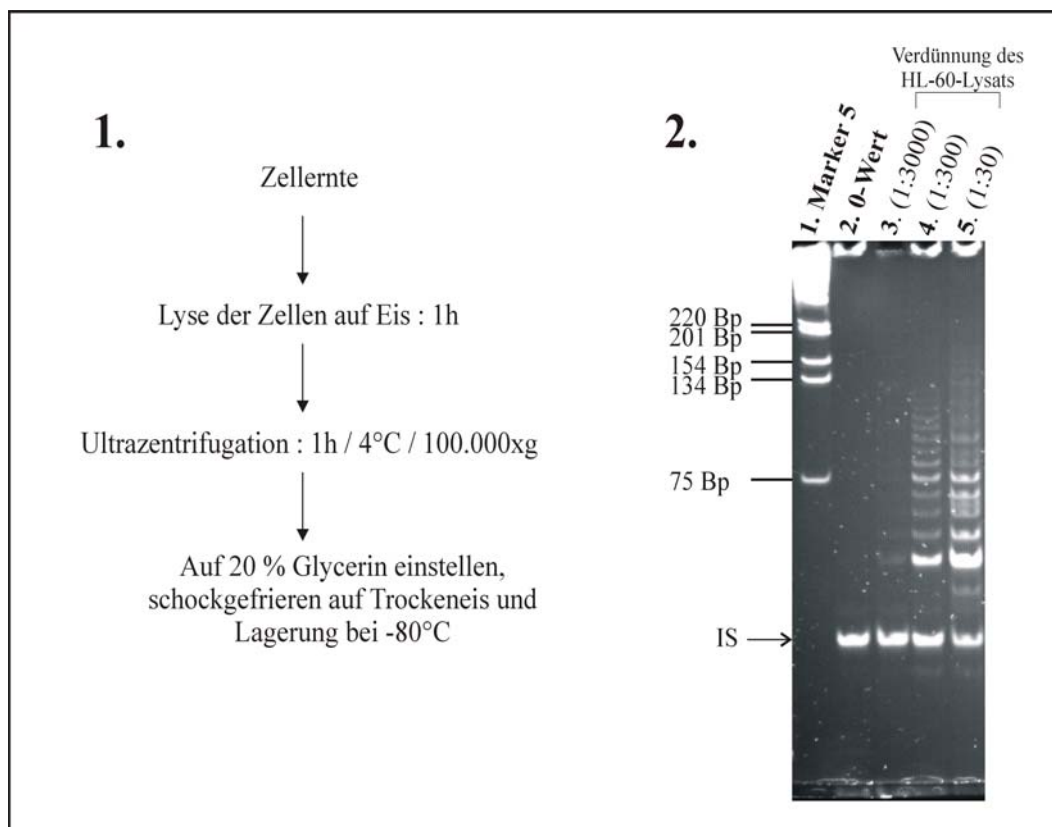 1.
Zellernte
Lyse der Zellen auf Eis : 1h
Ultrazentrifugation : 1h / 4°C / 100.000xg
Auf 20 % Glycerin einstellen,
schockgefrieren auf Trockeneis und
Lagerung bei -80°C
2.
Verdünnung des
HL-60-Lysats
1. Marker 5
2. 0-Wert
3. (1:3000)
4. (1:300)
5. (1:30)
220 Bp
201 Bp
154 Bp
134 Bp
75 Bp
IS